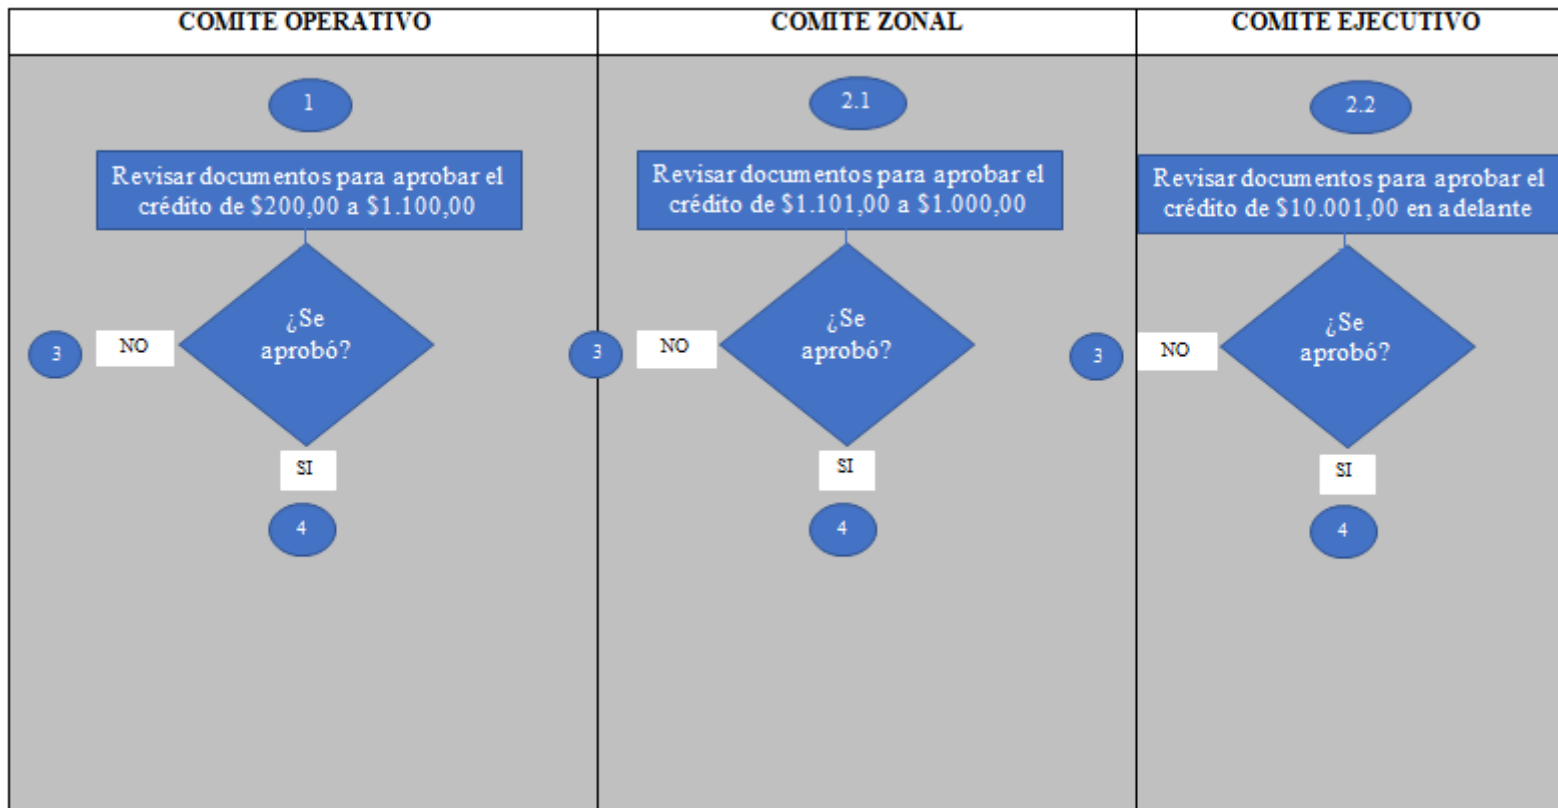 COMITE OPERATIVO
COMITE ZONAL
COMITE EJECUTIVO
1
Revisar documentos para aprobar el
crédito de $200,00 a $1.100,00
¿Se
aprobó?
NO
3
SI
4
2.1
Revisar documentos para aprobar el
crédito de $1.101,00 a $1.000,00
¿Se
aprobó?
NO
3
SI
4
2.2
Revisar documentos para aprobar el
crédito de $10.001,00 en adelante
¿Se
aprobó?
NO
3
SI
4